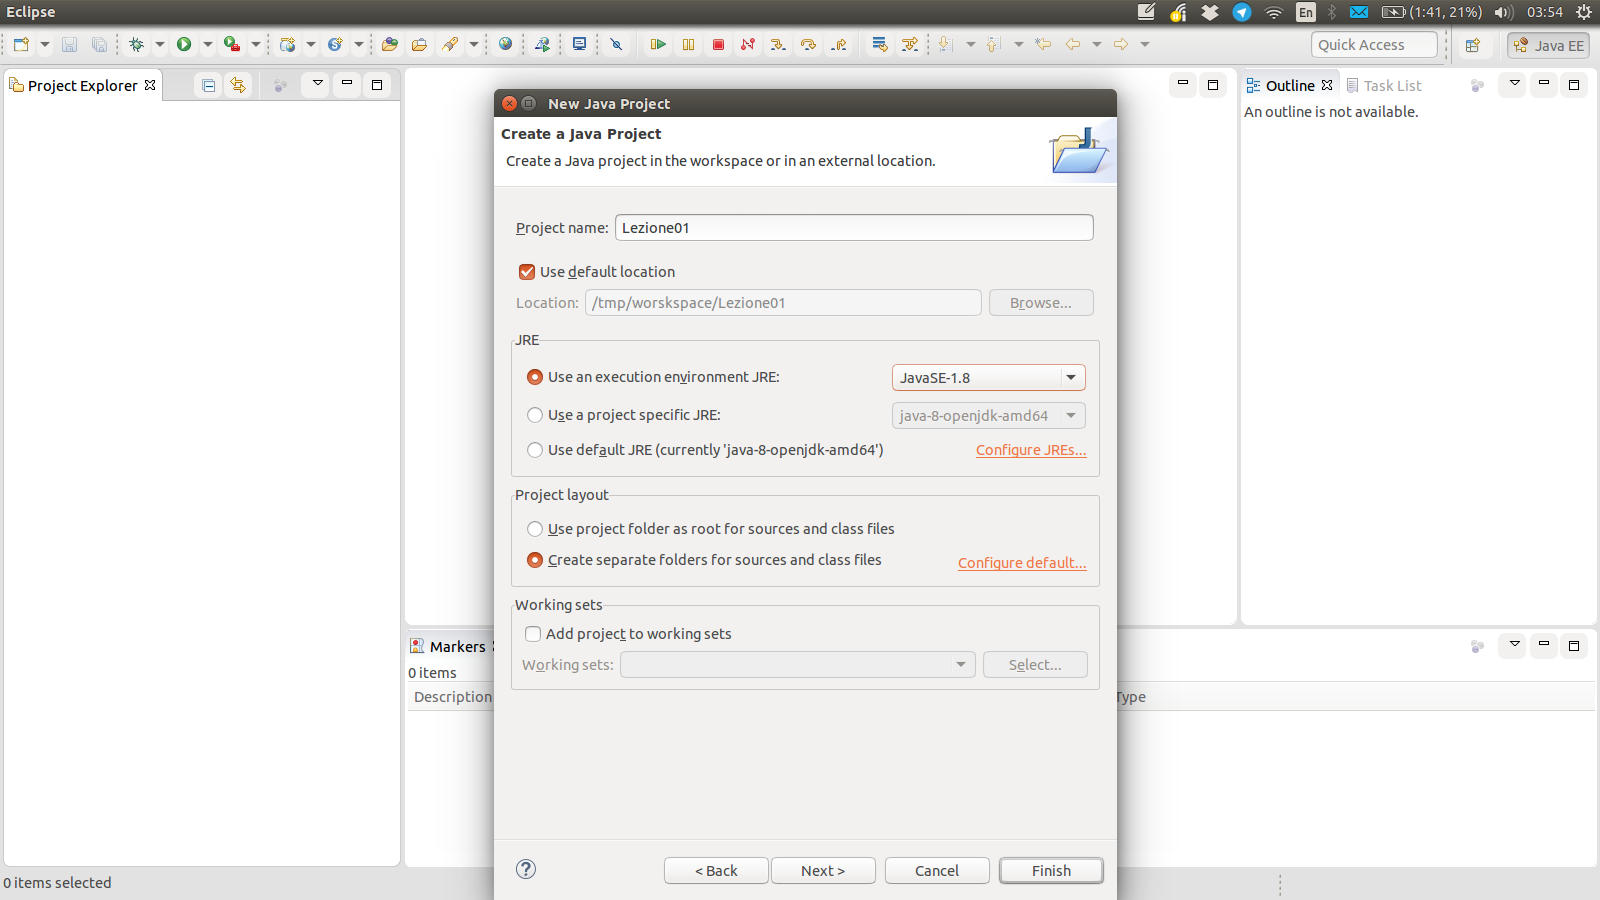 Eclipse
En
(1:41, 21%)
03:54
Quick Access
Java EE
Project Explorer
Outline
Task List
An outline is not available.
New Java Project
Create a Java Project
Create a Java project in the workspace or in an external location.
Project name:
Lezione01
Use default location
Location:
/tmp/worskspace/Lezione01
Browse...
JRE
Use an execution environment JRE:
JavaSE-1.8
Use a project specific JRE:
java-8-openjdk-amd64
Use default JRE (currently 'java-8-openjdk-amd64')
Configure JREs...
Project layout
Use project folder as root for sources and class files
Create separate folders for sources and class files
Configure default...
Working sets
Add project to working sets
Working sets:
Select...
Markers
0 items
Description
Type
< Back
Next >
Cancel
Finish
0 items selected